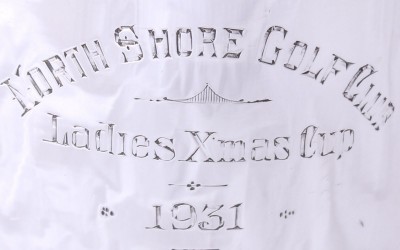 North Shore Golf Club
Ladies Xmas Cup
1931